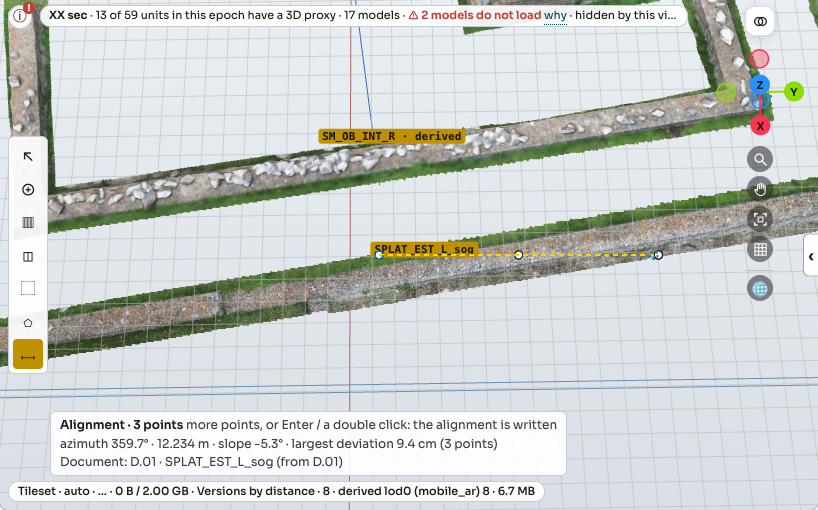 XX sec · 13 of 59 units in this epoch have a 3D proxy · 17 models · ⚠ 2 models do not load why · hidden by this vi...
Z
Y
X
SM_OB_INT_R · derived
SPLAT_EST_L_sog
Alignment · 3 points more points, or Enter / a double click: the alignment is written
azimuth 359.7° · 12.234 m · slope -5.3° · largest deviation 9.4 cm (3 points)
Document: D.01 · SPLAT_EST_L_sog (from D.01)
Tileset · auto · ... · 0 B / 2.00 GB · Versions by distance · 8 · derived lod0 (mobile_ar) 8 · 6.7 MB